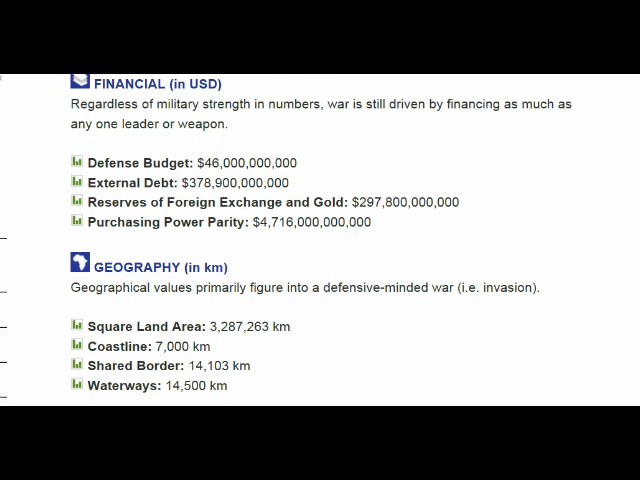 FINANCIAL (in USD)
Regardless of military strength in numbers, war is still driven by financing as much as
any one leader or weapon.
Defense Budget: $46,000,000,000
External Debt: $378,900,000,000
Reserves of Foreign Exchange and Gold: $297,800,000,000
Purchasing Power Parity: $4,716,000,000,000
GEOGRAPHY (in km)
Geographical values primarily figure into a defensive-minded war (i.e. invasion).
Square Land Area: 3,287,263 km
Coastline: 7,000 km
Shared Border: 14,103 km
Waterways: 14,500 km